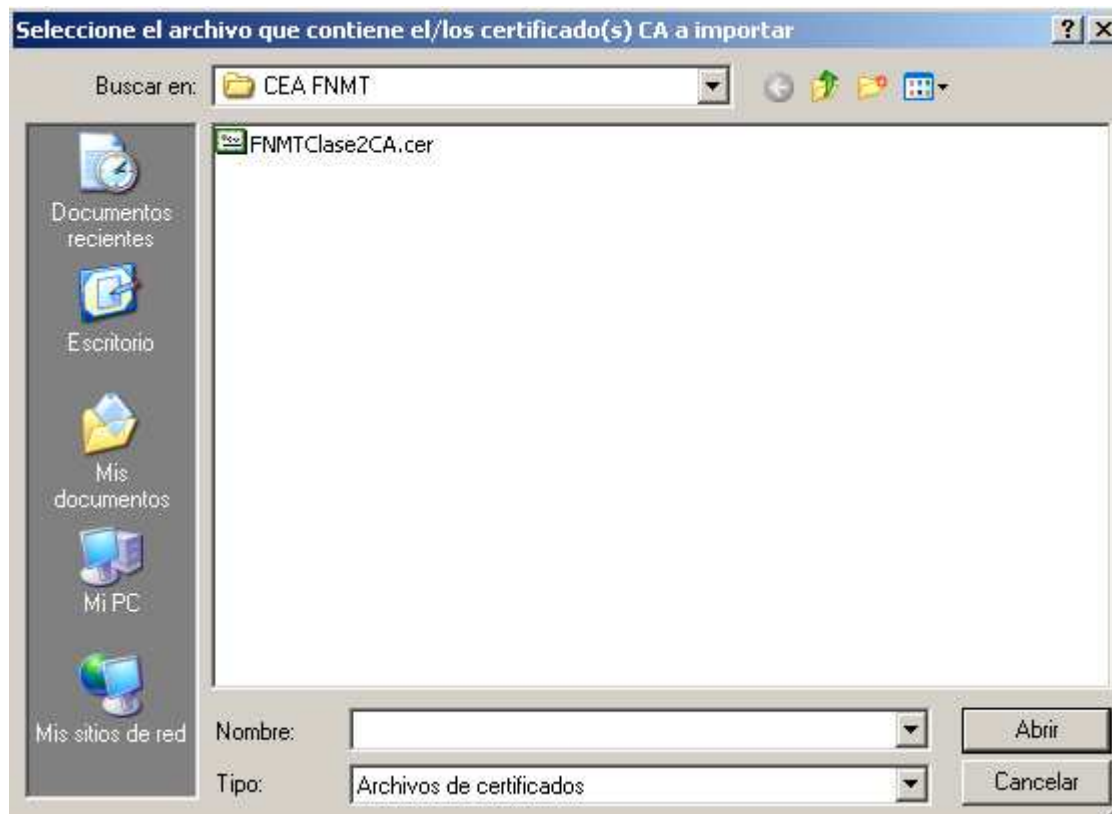 Seleccione el archivo que contiene el/los certificado(s) CA a importar
Buscar en:
CEA FNMT
FNMTClase2CA.cer
Documentos
recientes
Escritorio
Mis
documentos
Mi PC
Mis sitios de red
Nombre:
Abrir
Tipo:
Archivos de certificados
Cancelar